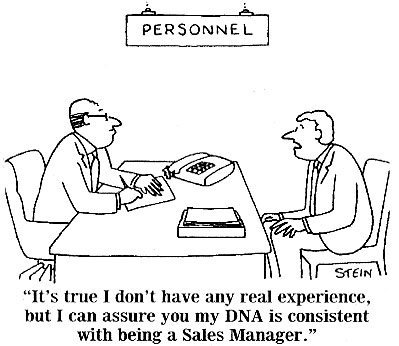 PERSONNEL
STEIN
“It’s true I don’t have any real experience,
but I can assure you my DNA is consistent
with being a Sales Manager.”